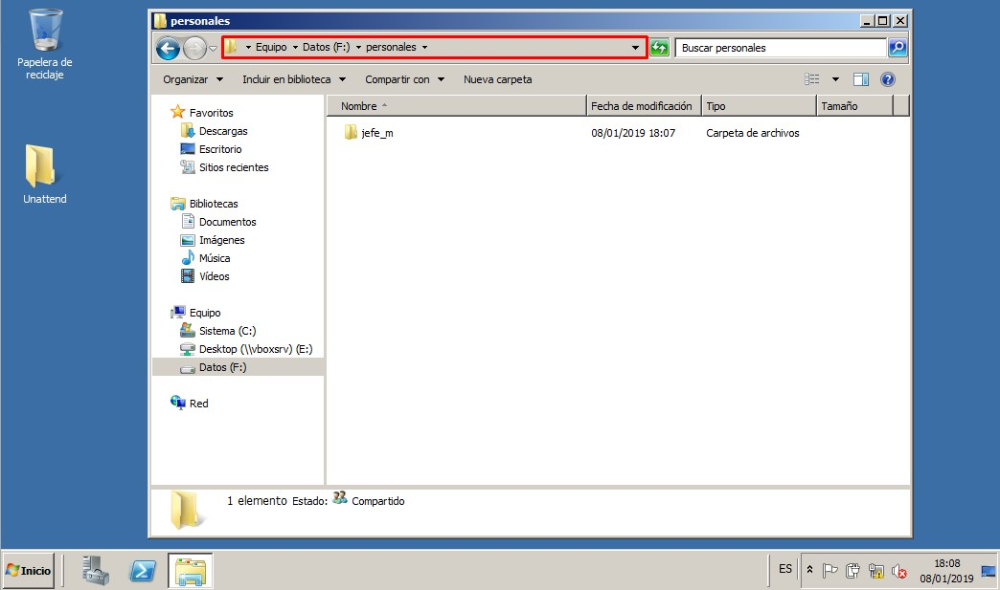 Papelera de
reciclaje
Unattend
personales
Equipo Datos (F:) personales
Buscar personales
Organizar Incluir en biblioteca Compartir con Nueva carpeta
Nombre Fecha de modificación Tipo Tamaño
jefe_m 08/01/2019 18:07 Carpeta de archivos
Favoritos
Descargas
Escritorio
Sitios recientes
Bibliotecas
Documentos
Imágenes
Música
Vídeos
Equipo
Sistema (C:)
Desktop (\\vboxsrv) (E:)
Datos (F:)
Red
1 elemento Estado: Compartido
Inicio
ES
18:08
08/01/2019